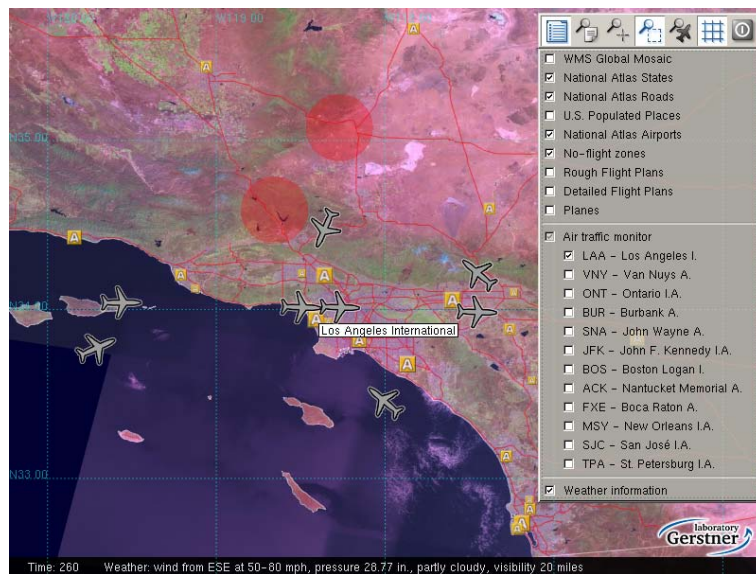 W119.00
N35.00
N34.00
N33.00
Los Angeles International
WMS Global Mosaic
National Atlas States
National Atlas Roads
U.S. Populated Places
National Atlas Airports
No-flight zones
Rough Flight Plans
Detailed Flight Plans
Planes
Air traffic monitor
LAA - Los Angeles I.
VNY - Van Nuys A.
ONT - Ontario I.A.
BUR - Burbank A.
SNA - John Wayne A.
JFK - John F. Kennedy I.A.
BOS - Boston Logan I.
ACK - Nantucket Memorial A.
FXE - Boca Raton A.
MSY - New Orleans I.A.
SJC - San José I.A.
TPA - St. Petersburg I.A.
Weather information
laboratory
Gerstner
Time: 260 Weather: wind from ESE at 50-80 mph, pressure 28.77 in., partly cloudy, visibility 20 miles